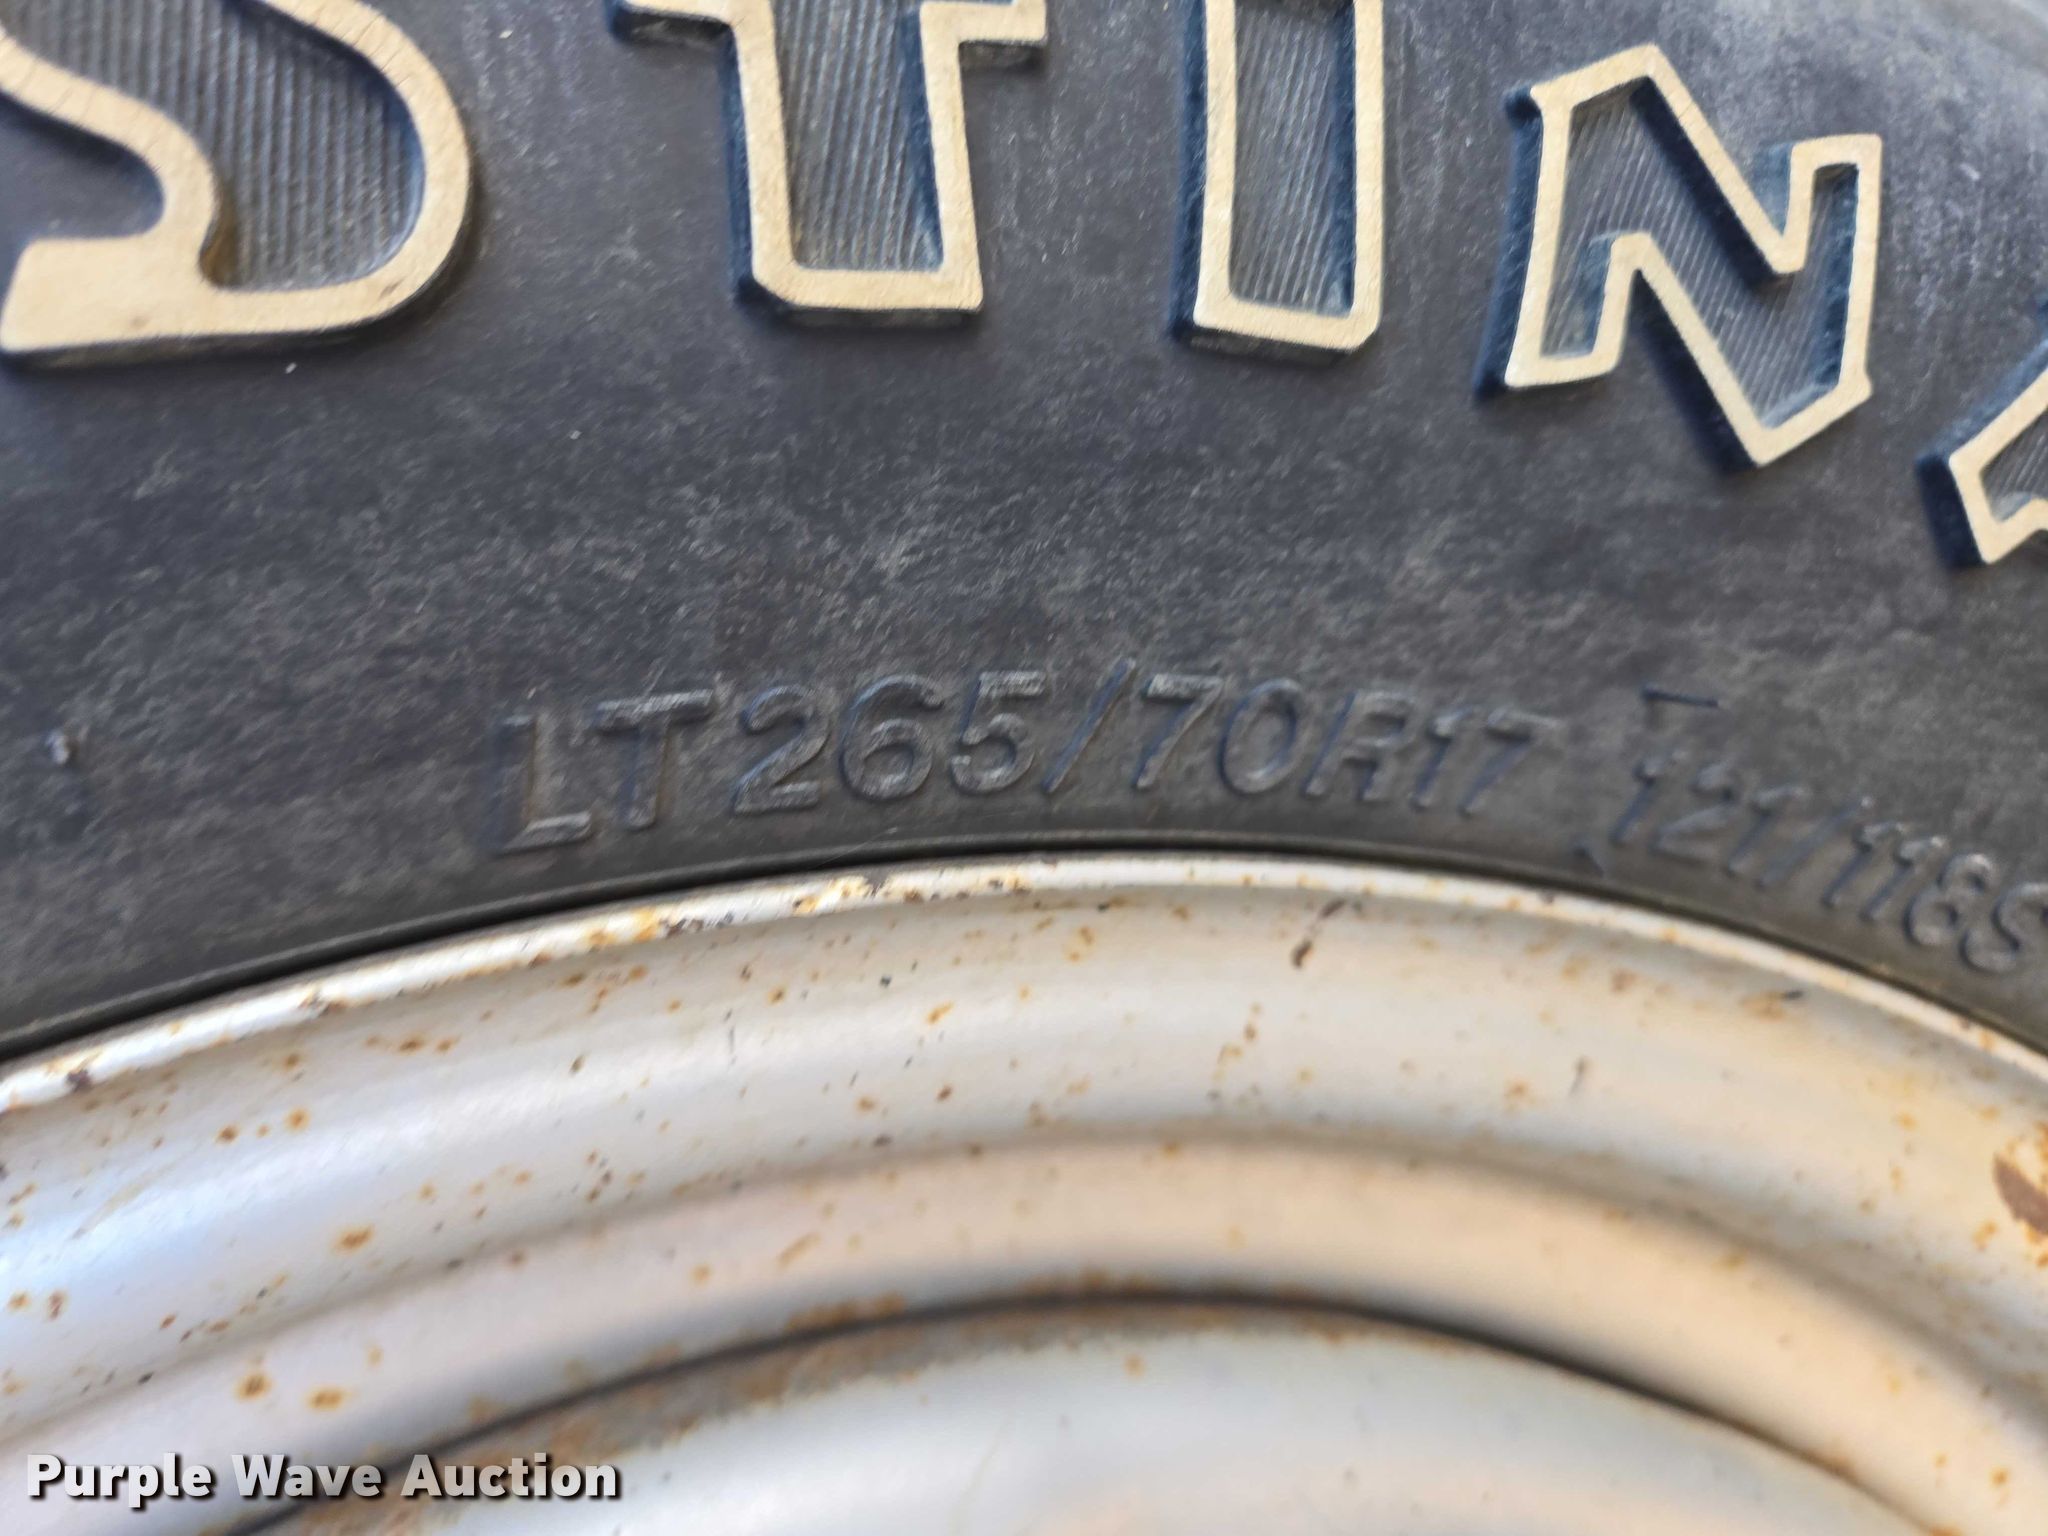 STIN
LT265/70R17 121/118S
Purple Wave Auction